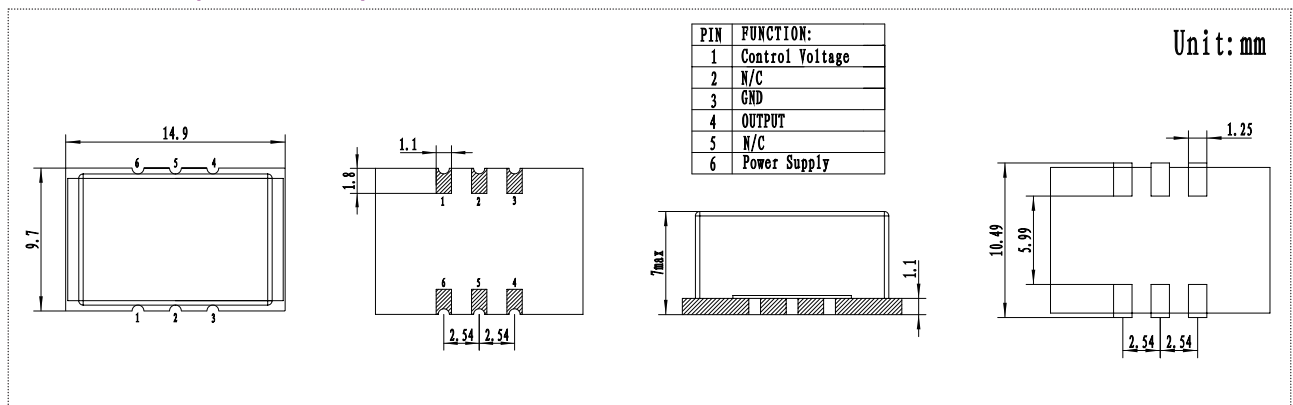 PIN FUNCTION:
1 Control Voltage
2 N/C
3 GND
4 OUTPUT
5 N/C
6 Power Supply
Unit:mm
14.9
6 5 4
9.7
1 2 3
1.1
1.8
1 2 3
6 5 4
2.54 2.54
7max
1.1
1.25
10.49
5.99
2.54 2.54